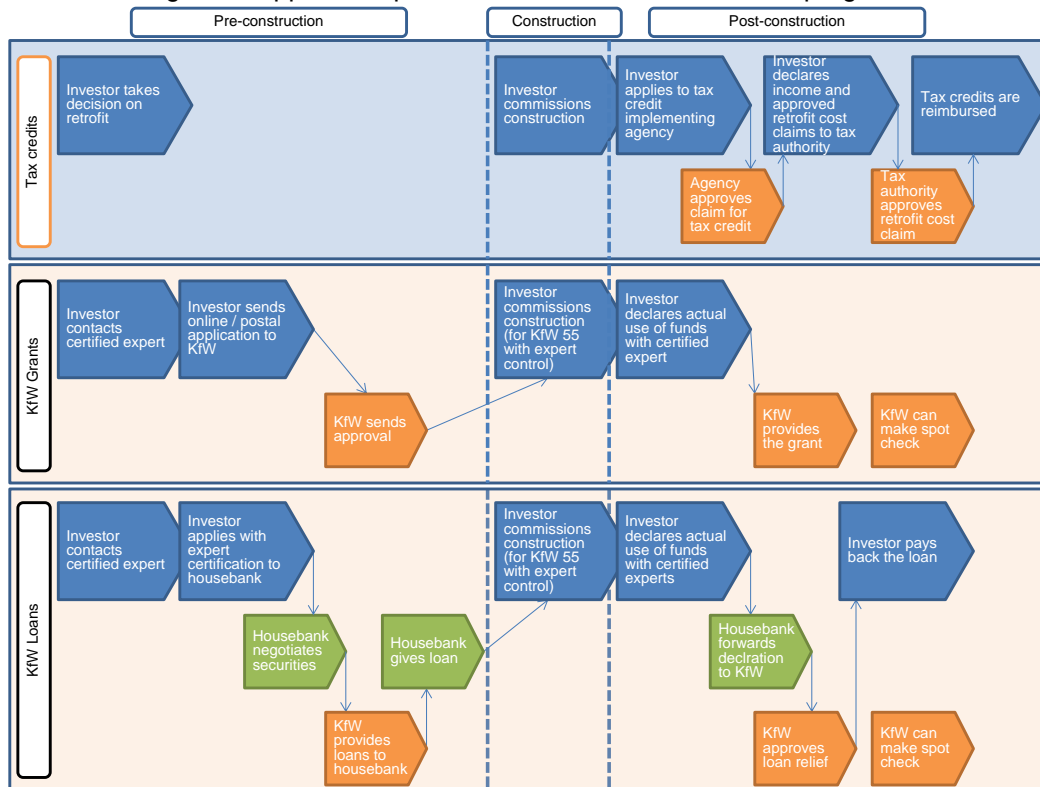 Pre-construction
Construction
Post-construction
Tax credits
Investor takes
decision on
retrofit
Investor
commissions
construction
Investor
applies to tax
credit
implementing
agency
Investor
declares
income and
approved
retrofit cost
claims to tax
authority
Tax credits are
reimbursed
Agency
approves
claim for
tax credit
Tax
authority
approves
retrofit cost
claim
KfW Grants
Investor
contacts
certified expert
Investor sends
online / postal
application to
KfW
Investor
commissions
construction
(for KfW 55
with expert
control)
Investor
declares actual
use of funds
with certified
expert
KfW sends
approval
KfW
provides
the grant
KfW can
make spot
check
KfW Loans
Investor
contacts
certified expert
Investor
applies with
expert
certification to
housebank
Investor
commissions
construction
(for KfW 55
with expert
control)
Investor
declares actual
use of funds
with certified
experts
Investor pays
back the loan
Housebank
negotiates
securities
Housebank
gives loan
Housebank
forwards
declration
to KfW
KfW
provides
loans to
housebank
KfW
approves
loan relief
KfW can
make spot
check